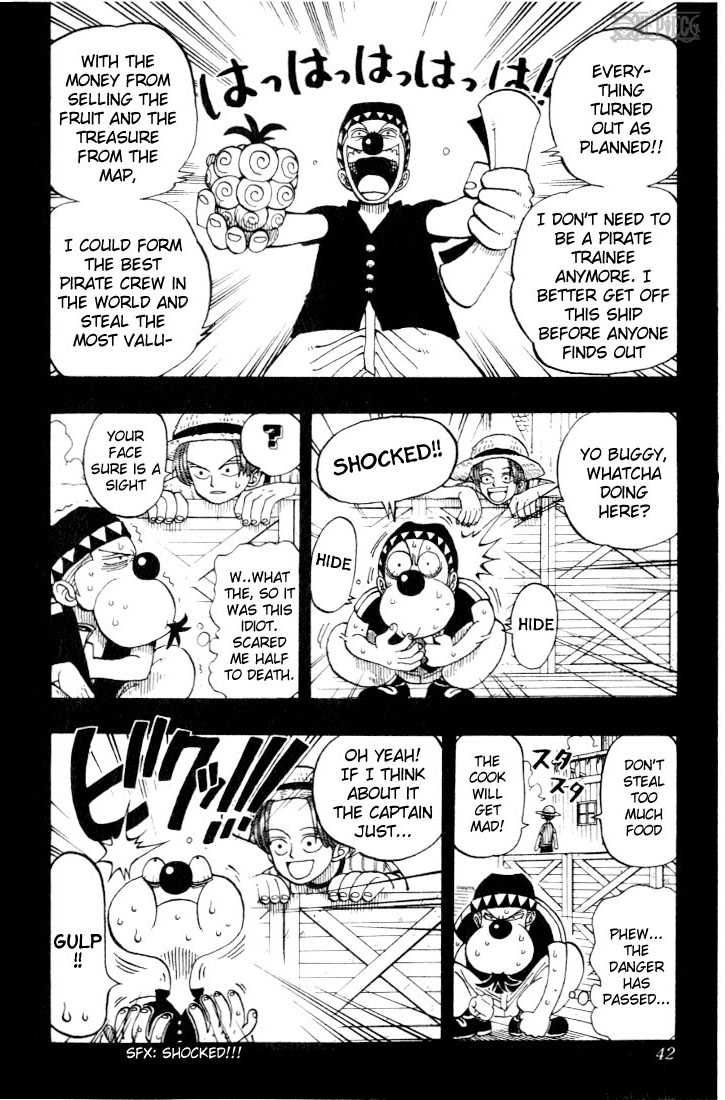 EVERY-
THING
TURNED
OUT AS
PLANNED!!
I DON'T NEED TO
BE A PIRATE
TRAINEE
ANYMORE. I
BETTER GET OFF
THIS SHIP
BEFORE ANYONE
FINDS OUT
はっはっはっはっは!!
WITH THE
MONEY FROM
SELLING THE
FRUIT AND THE
TREASURE
FROM THE
MAP,
I COULD FORM
THE BEST
PIRATE CREW IN
THE WORLD AND
STEAL THE
MOST VALU-
YO BUGGY,
WHATCHA
DOING
HERE?
SHOCKED!!
HIDE
HIDE
?
YOUR
FACE
SURE IS A
SIGHT
W..WHAT
THE, SO IT
WAS THIS
IDIOT.
SCARED
ME HALF
TO DEATH.
DON'T
STEAL
TOO
MUCH
FOOD
スタ
スタ
THE
COOK
WILL
GET
MAD!
PHEW...
THE
DANGER
HAS
PASSED...
OH YEAH!
IF I THINK
ABOUT IT
THE CAPTAIN
JUST...
ビクッ!!!
GULP
!!
SFX: SHOCKED!!!
42